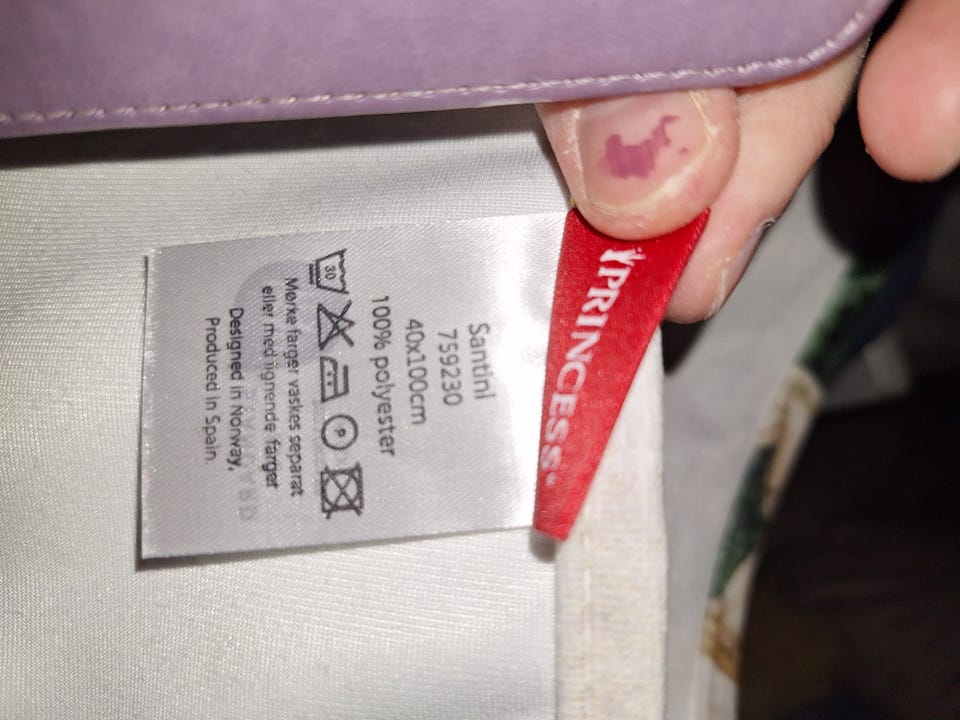 PRINCESS
Santini
759230
40x100cm
100% polyester
30
P
Mørke farger vaskes separat
eller med lignende farger
Designed in Norway,
Produced in Spain.